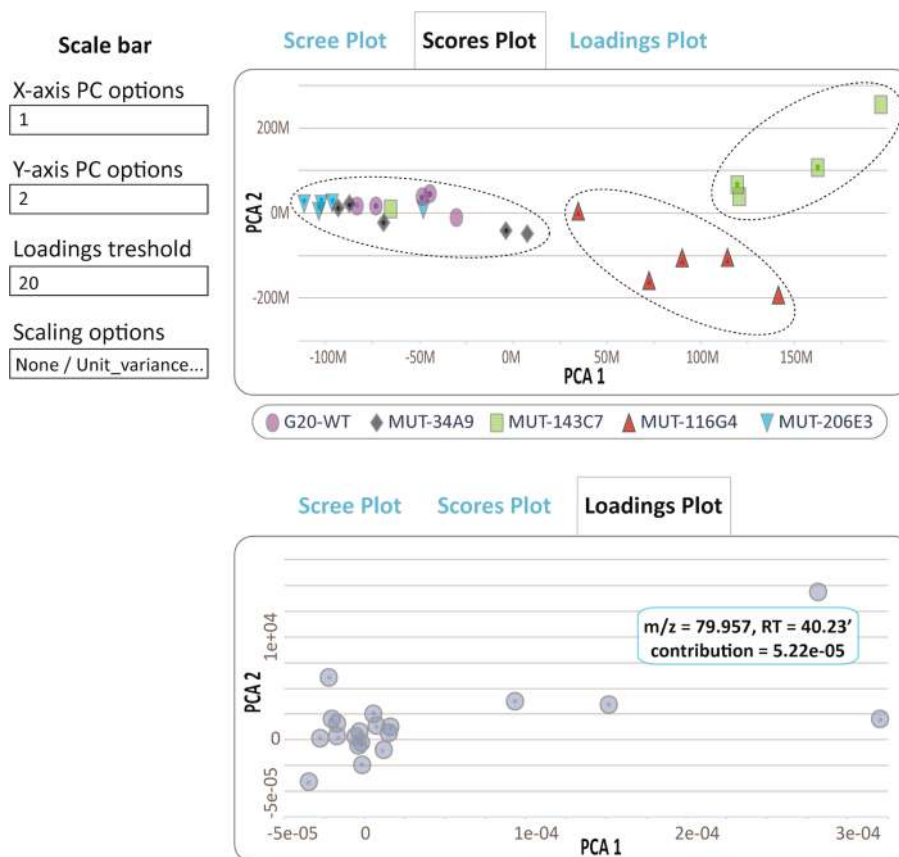 Scale bar
X-axis PC options
1
Y-axis PC options
2
Loadings treshold
20
Scaling options
None / Unit_variance...
Scree Plot Scores Plot Loadings Plot
PCA 2
200M
0M
-200M
-100M -50M 0M 50M 100M 150M
PCA 1
G20-WT MUT-34A9 MUT-143C7 MUT-116G4 MUT-206E3
Scree Plot Scores Plot Loadings Plot
PCA 2
1e+04
0
-5e-05
m/z = 79.957, RT = 40.23’
contribution = 5.22e-05
-5e-05 0 1e-04 2e-04 3e-04
PCA 1